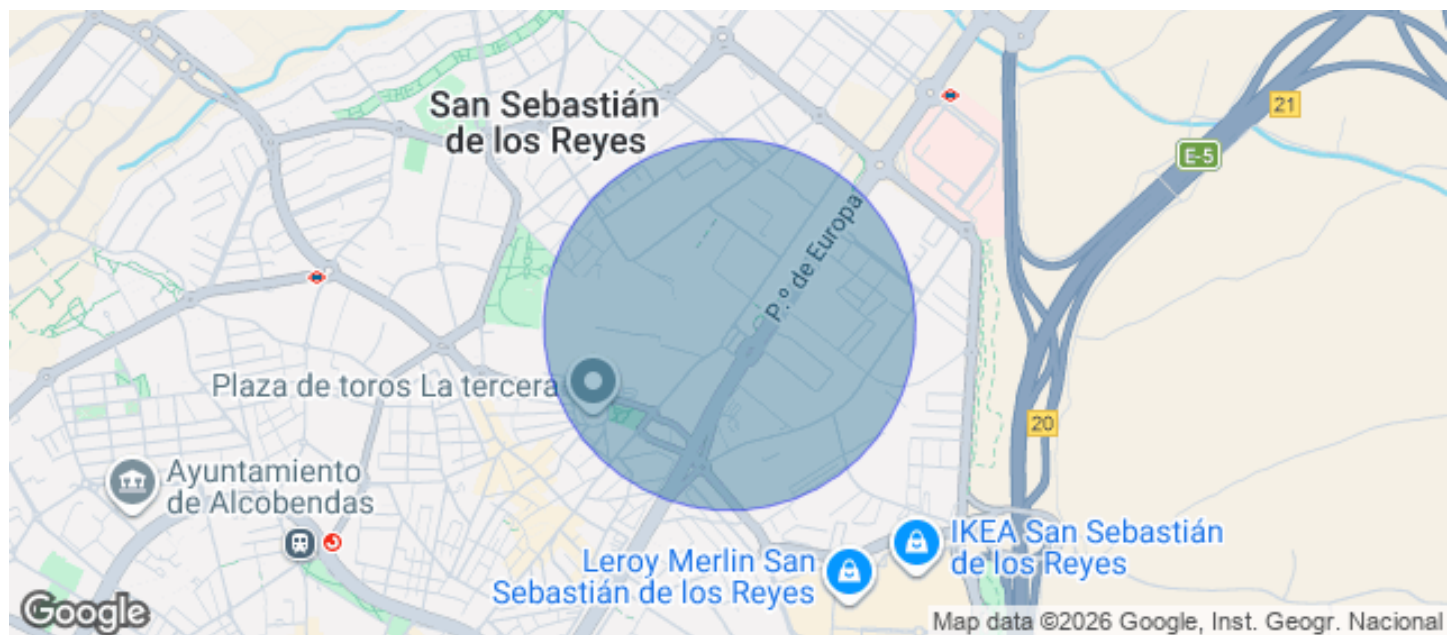 San Sebastián
de los Reyes
21
E-5
P.º de Europa
Plaza de toros La tercera
20
Ayuntamiento
de Alcobendas
IKEA San Sebastián
de los Reyes
Leroy Merlin San
Sebastián de los Reyes
Google
Map data ©2026 Google, Inst. Geogr. Nacional